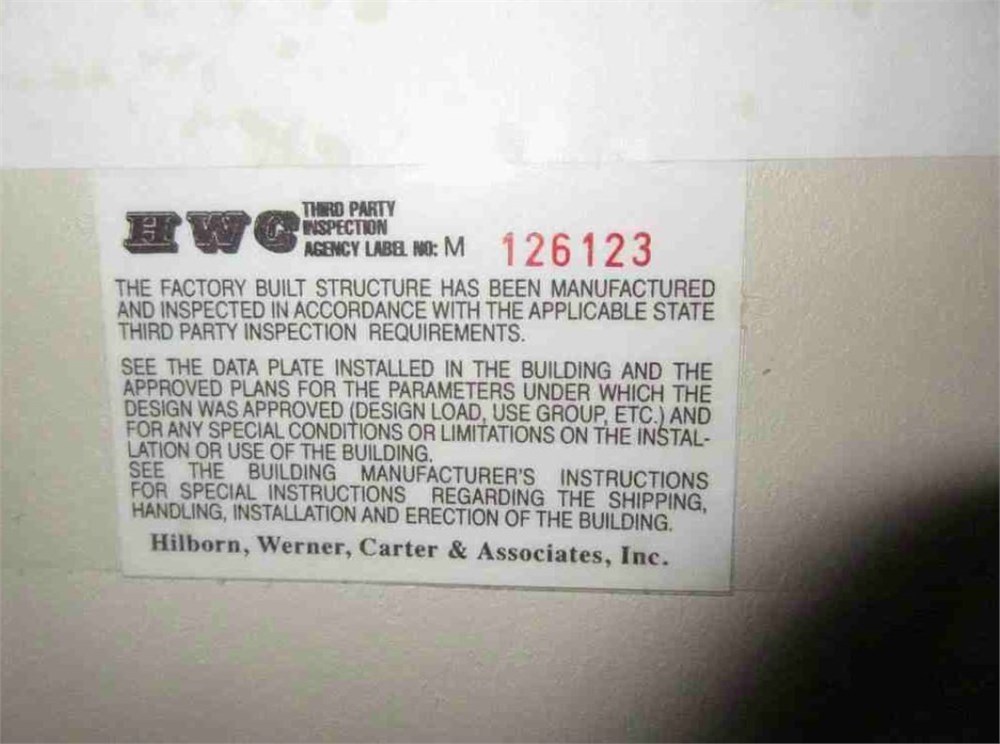 HWC THIRD PARTY
INSPECTION
AGENCY LABEL NO: M 126123
THE FACTORY BUILT STRUCTURE HAS BEEN MANUFACTURED
AND INSPECTED IN ACCORDANCE WITH THE APPLICABLE STATE
THIRD PARTY INSPECTION REQUIREMENTS.
SEE THE DATA PLATE INSTALLED IN THE BUILDING AND THE
APPROVED PLANS FOR THE PARAMETERS UNDER WHICH THE
DESIGN WAS APPROVED (DESIGN LOAD, USE GROUP, ETC.) AND
FOR ANY SPECIAL CONDITIONS OR LIMITATIONS ON THE INSTAL-
LATION OR USE OF THE BUILDING.
SEE THE BUILDING MANUFACTURER'S INSTRUCTIONS
FOR SPECIAL INSTRUCTIONS REGARDING THE SHIPPING,
HANDLING, INSTALLATION AND ERECTION OF THE BUILDING.
Hilborn, Werner, Carter & Associates, Inc.